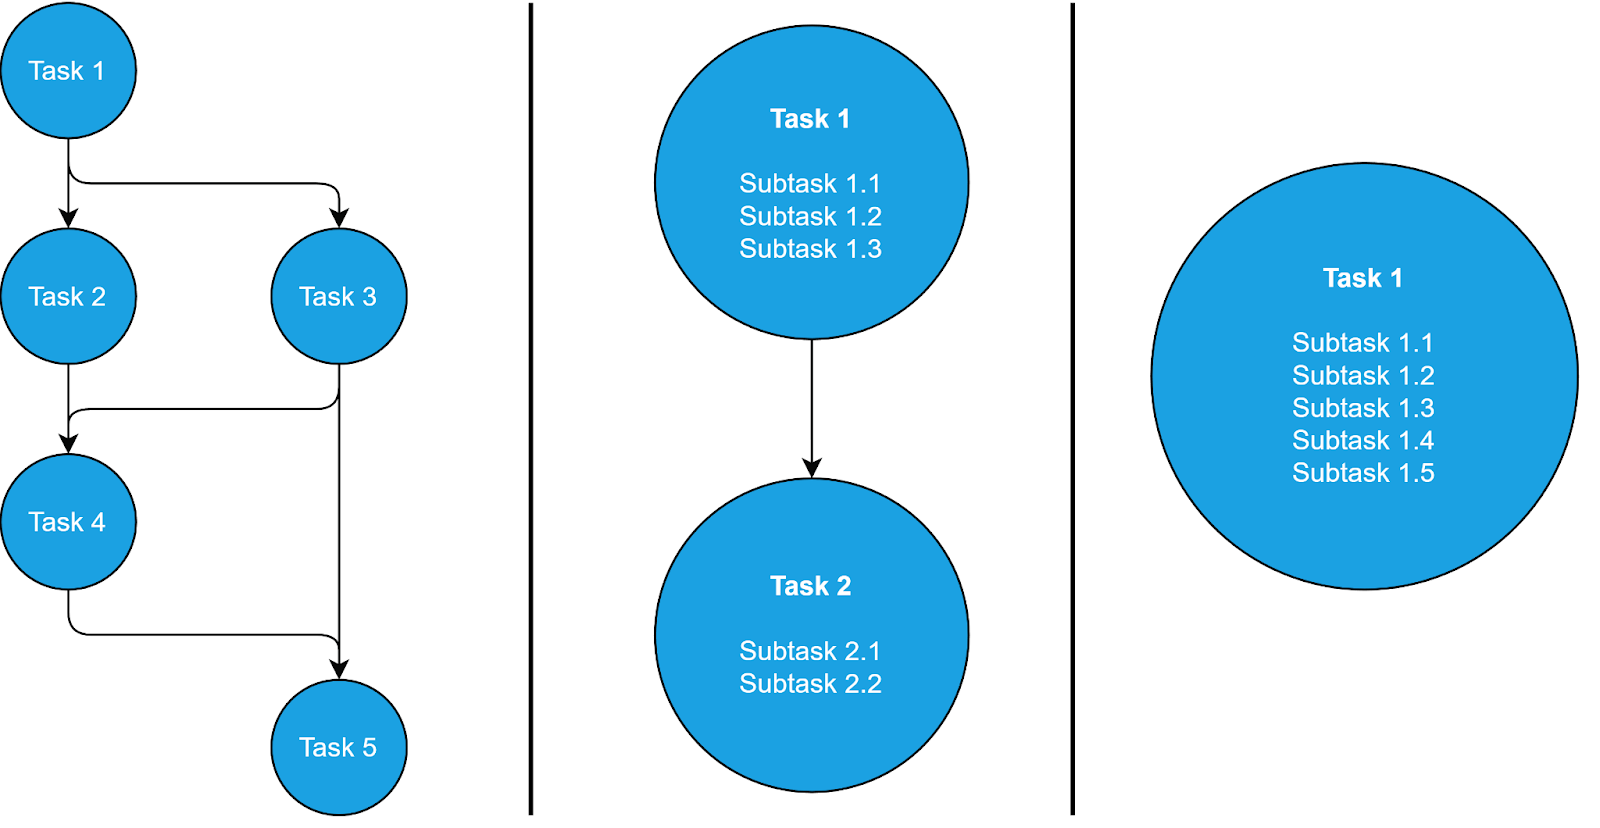 Task 1
Task 2
Task 3
Task 4
Task 5
Task 1
Subtask 1.1
Subtask 1.2
Subtask 1.3
Task 2
Subtask 2.1
Subtask 2.2
Task 1
Subtask 1.1
Subtask 1.2
Subtask 1.3
Subtask 1.4
Subtask 1.5